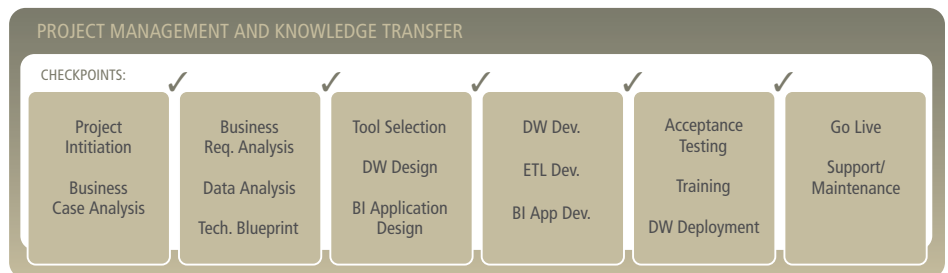 PROJECT MANAGEMENT AND KNOWLEDGE TRANSFER
CHECKPOINTS:
Project
Intitiation
Business
Case Analysis
Business
Req. Analysis
Data Analysis
Tech. Blueprint
Tool Selection
DW Design
BI Application
Design
DW Dev.
ETL Dev.
BI App Dev.
Acceptance
Testing
Training
DW Deployment
Go Live
Support/
Maintenance